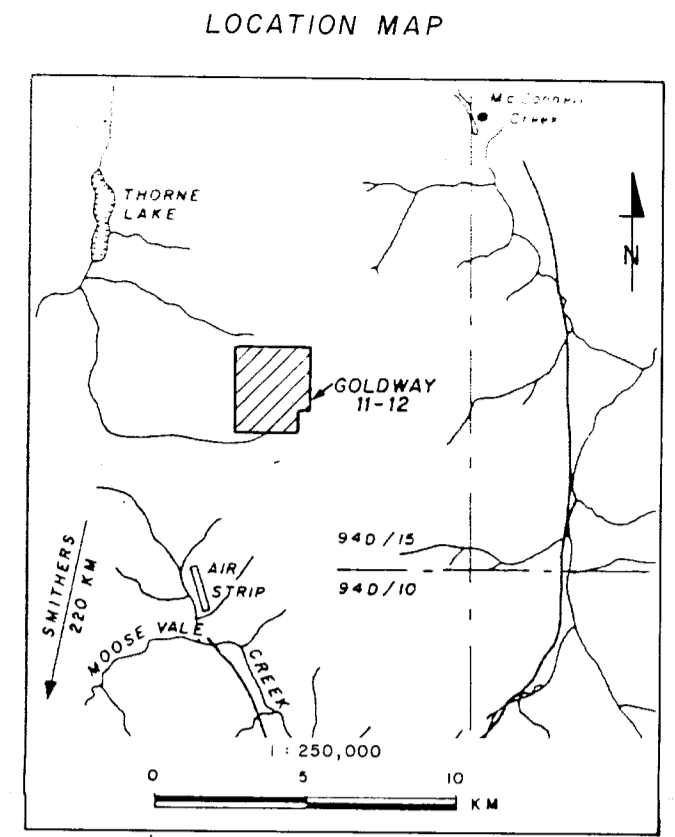 LOCATION MAP
McConnell
Creek
THORNE
LAKE
N
GOLDWAY
11-12
94D/15
94D/10
AIR/
STRIP
SMITHERS
220 KM
MOOSE VALE
CREEK
1:250,000
0 5 10
KM